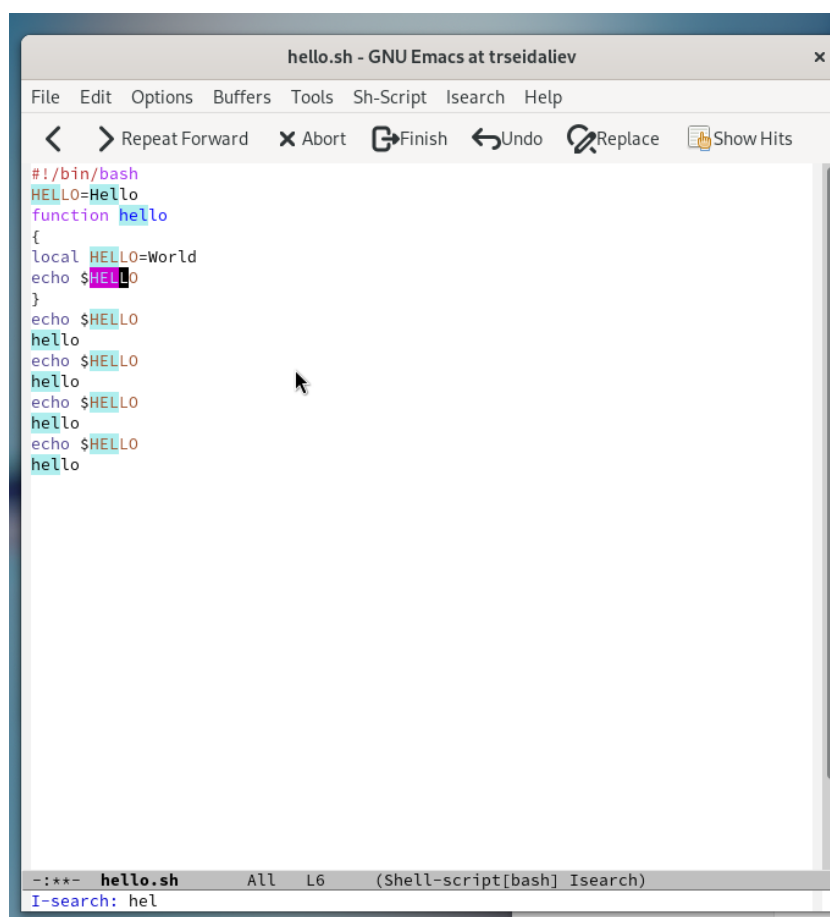 hello.sh - GNU Emacs at trseidaliev ×
File Edit Options Buffers Tools Sh-Script Isearch Help
Repeat Forward Abort Finish Undo Replace Show Hits
#!/bin/bash
HELLO=Hello
function hello
{
local HELLO=World
echo $HELLO
}
echo $HELLO
hello
echo $HELLO
hello
echo $HELLO
hello
echo $HELLO
hello
-:**- hello.sh All L6 (Shell-script[bash] Isearch)
I-search: hel